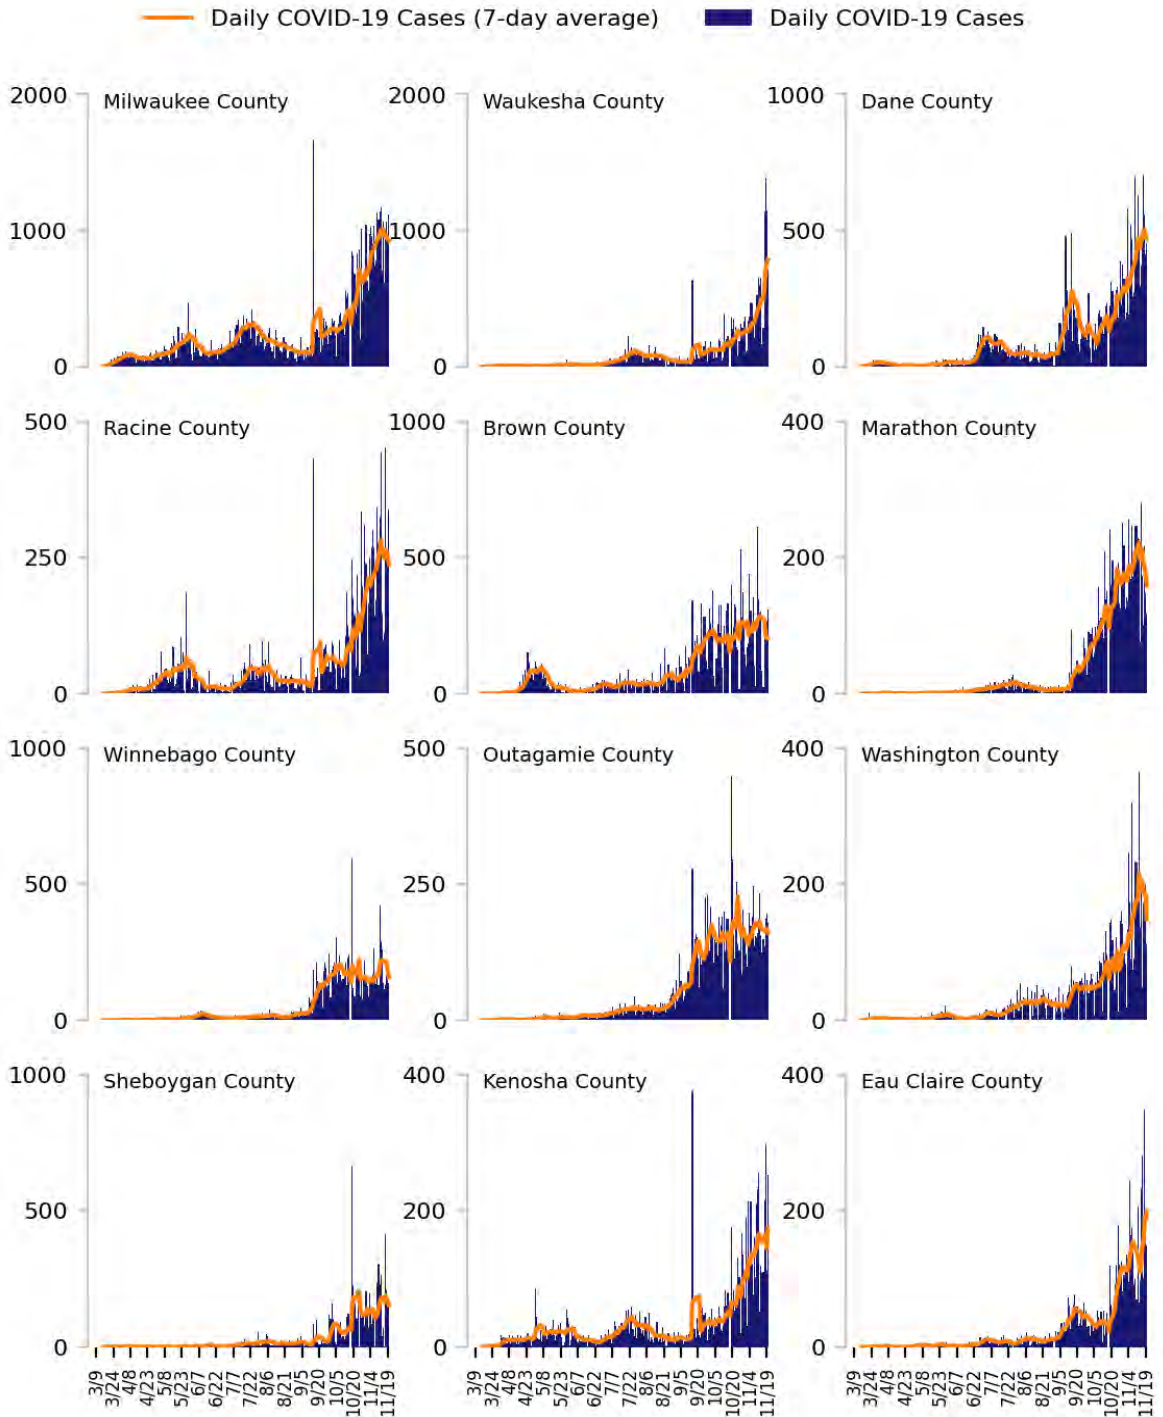 Daily COVID-19 Cases (7-day average) Daily COVID-19 Cases
2000 Milwaukee County 2000 Waukesha County 1000 Dane County
1000 1000 500
0 0 0
500 Racine County 1000 Brown County 400 Marathon County
250 500 200
0 0 0
1000 Winnebago County 500 Outagamie County 400 Washington County
500 250 200
0 0 0
1000 Sheboygan County 400 Kenosha County 400 Eau Claire County
500 200 200
0 0 0
3/9 3/24 4/8 4/23 5/8 5/23 6/7 6/22 7/7 7/22 8/6 8/21 9/5 9/20 10/5 10/20 11/4 11/19
3/9 3/24 4/8 4/23 5/8 5/23 6/7 6/22 7/7 7/22 8/6 8/21 9/5 9/20 10/5 10/20 11/4 11/19
3/9 3/24 4/8 4/23 5/8 5/23 6/7 6/22 7/7 7/22 8/6 8/21 9/5 9/20 10/5 10/20 11/4 11/19